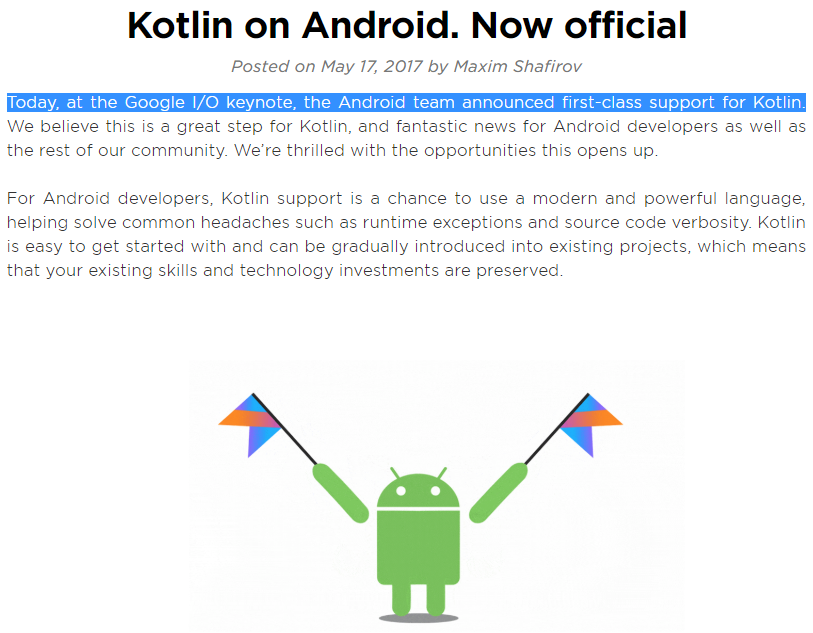 Kotlin on Android. Now official
Posted on May 17, 2017 by Maxim Shafirov
Today, at the Google I/O keynote, the Android team announced first-class support for Kotlin.
We believe this is a great step for Kotlin, and fantastic news for Android developers as well as
the rest of our community. We’re thrilled with the opportunities this opens up.
For Android developers, Kotlin support is a chance to use a modern and powerful language,
helping solve common headaches such as runtime exceptions and source code verbosity. Kotlin
is easy to get started with and can be gradually introduced into existing projects, which means
that your existing skills and technology investments are preserved.